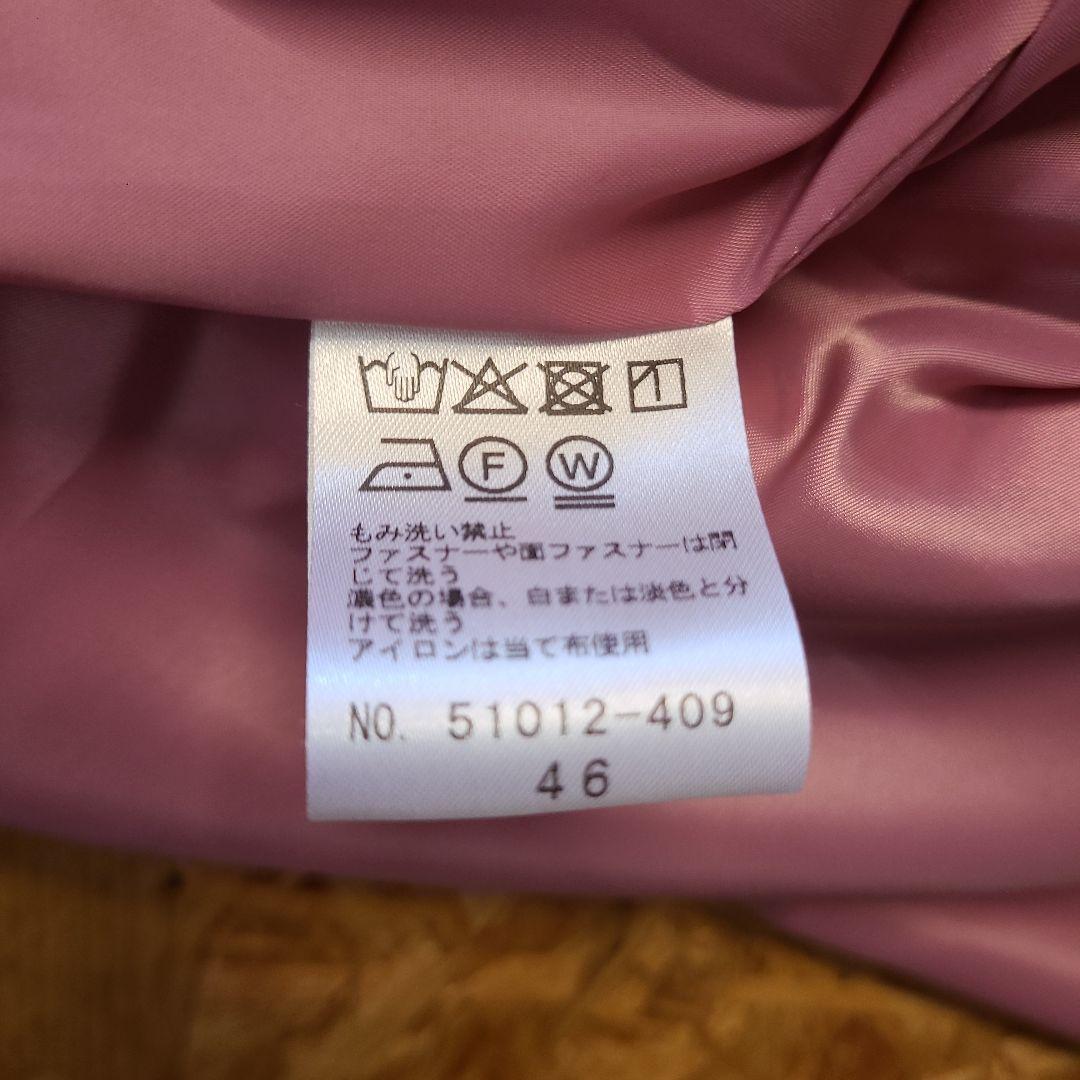 F W
もみ洗い禁止
ファスナーや面ファスナーは閉
じて洗う
濃色の場合、白または淡色と分
けて洗う
アイロンは当て布使用
NO. 51012-409
46